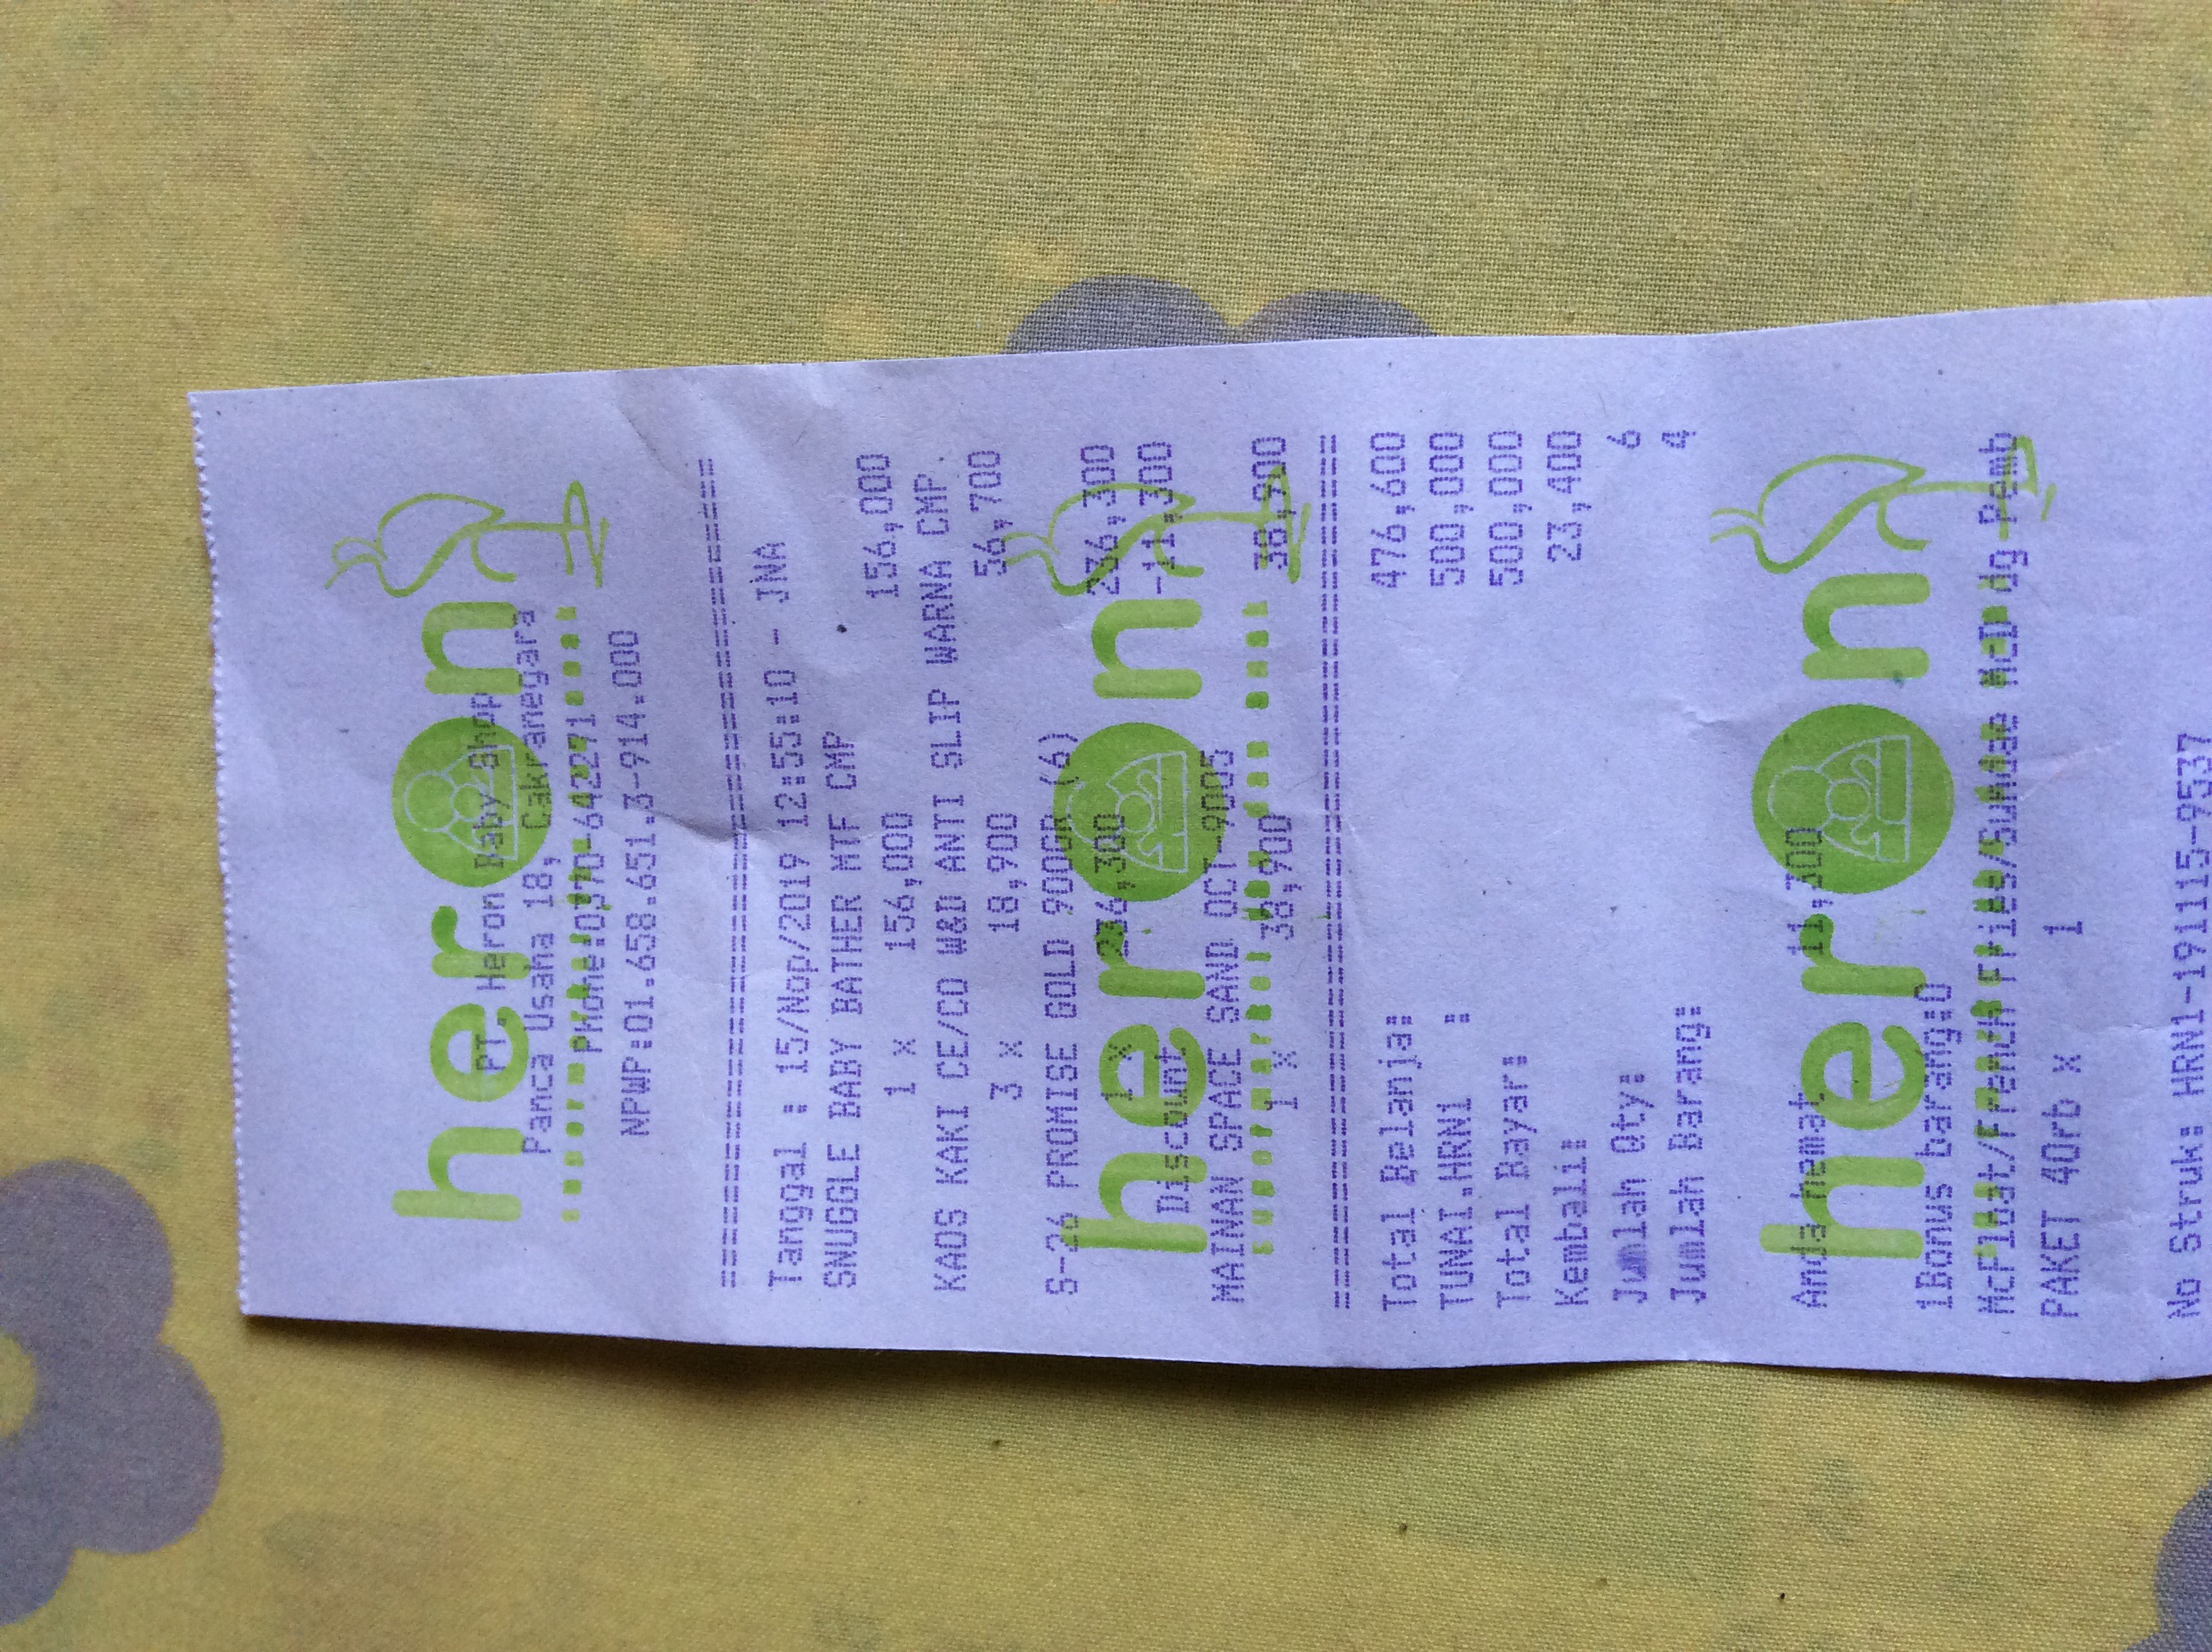 heron
PT. Heron Baby Shop
Panca Usaha 18, Cakranegara
Phone:0370-642271
NPWP:01.658.651.3-914.000
Tanggal : 15/Nop/2019 12:55:10 - JNA
SNUGGLE BABY BATHER MTF CMP
1 x 156,000 156,000
KAOS KAKI CE/CO W&D ANTI SLIP WARNA CMP
3 x 18,900 56,700
S-26 PROMISE GOLD 900GR (6)
heron
1 x 236,300 236,300
Discount -11,300
MAINAN SPACE SAND OCT-9005
supermarket
1 x 38,900 38,900
Total Belanja: 476,600
TUNAI.HRN1 : 500,000
Total Bayar: 500,000
Kembali: 23,400
Jumlah Qty: 6
Jumlah Barang: 4
Anda hemat 11,300
heron
1Bonus barang:0
McFloat/French Fries/Sundae McD dg Pemb
PAKET 40rb x 1
No Struk: HRN1-191115-9537